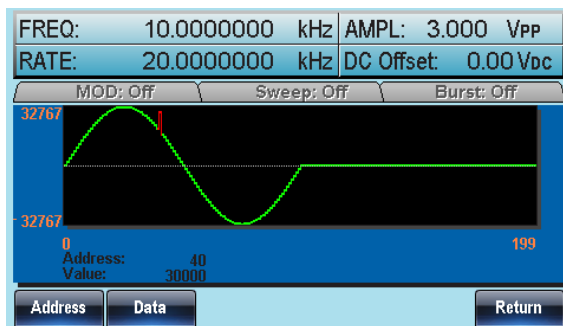 FREQ: 10.0000000 kHz AMPL: 3.000 VPP
RATE: 20.0000000 kHz DC Offset: 0.00 VDC
MOD: Off Sweep: Off Burst: Off
32767
- 32767
0 199
Address: 40
Value: 30000
Address Data Return